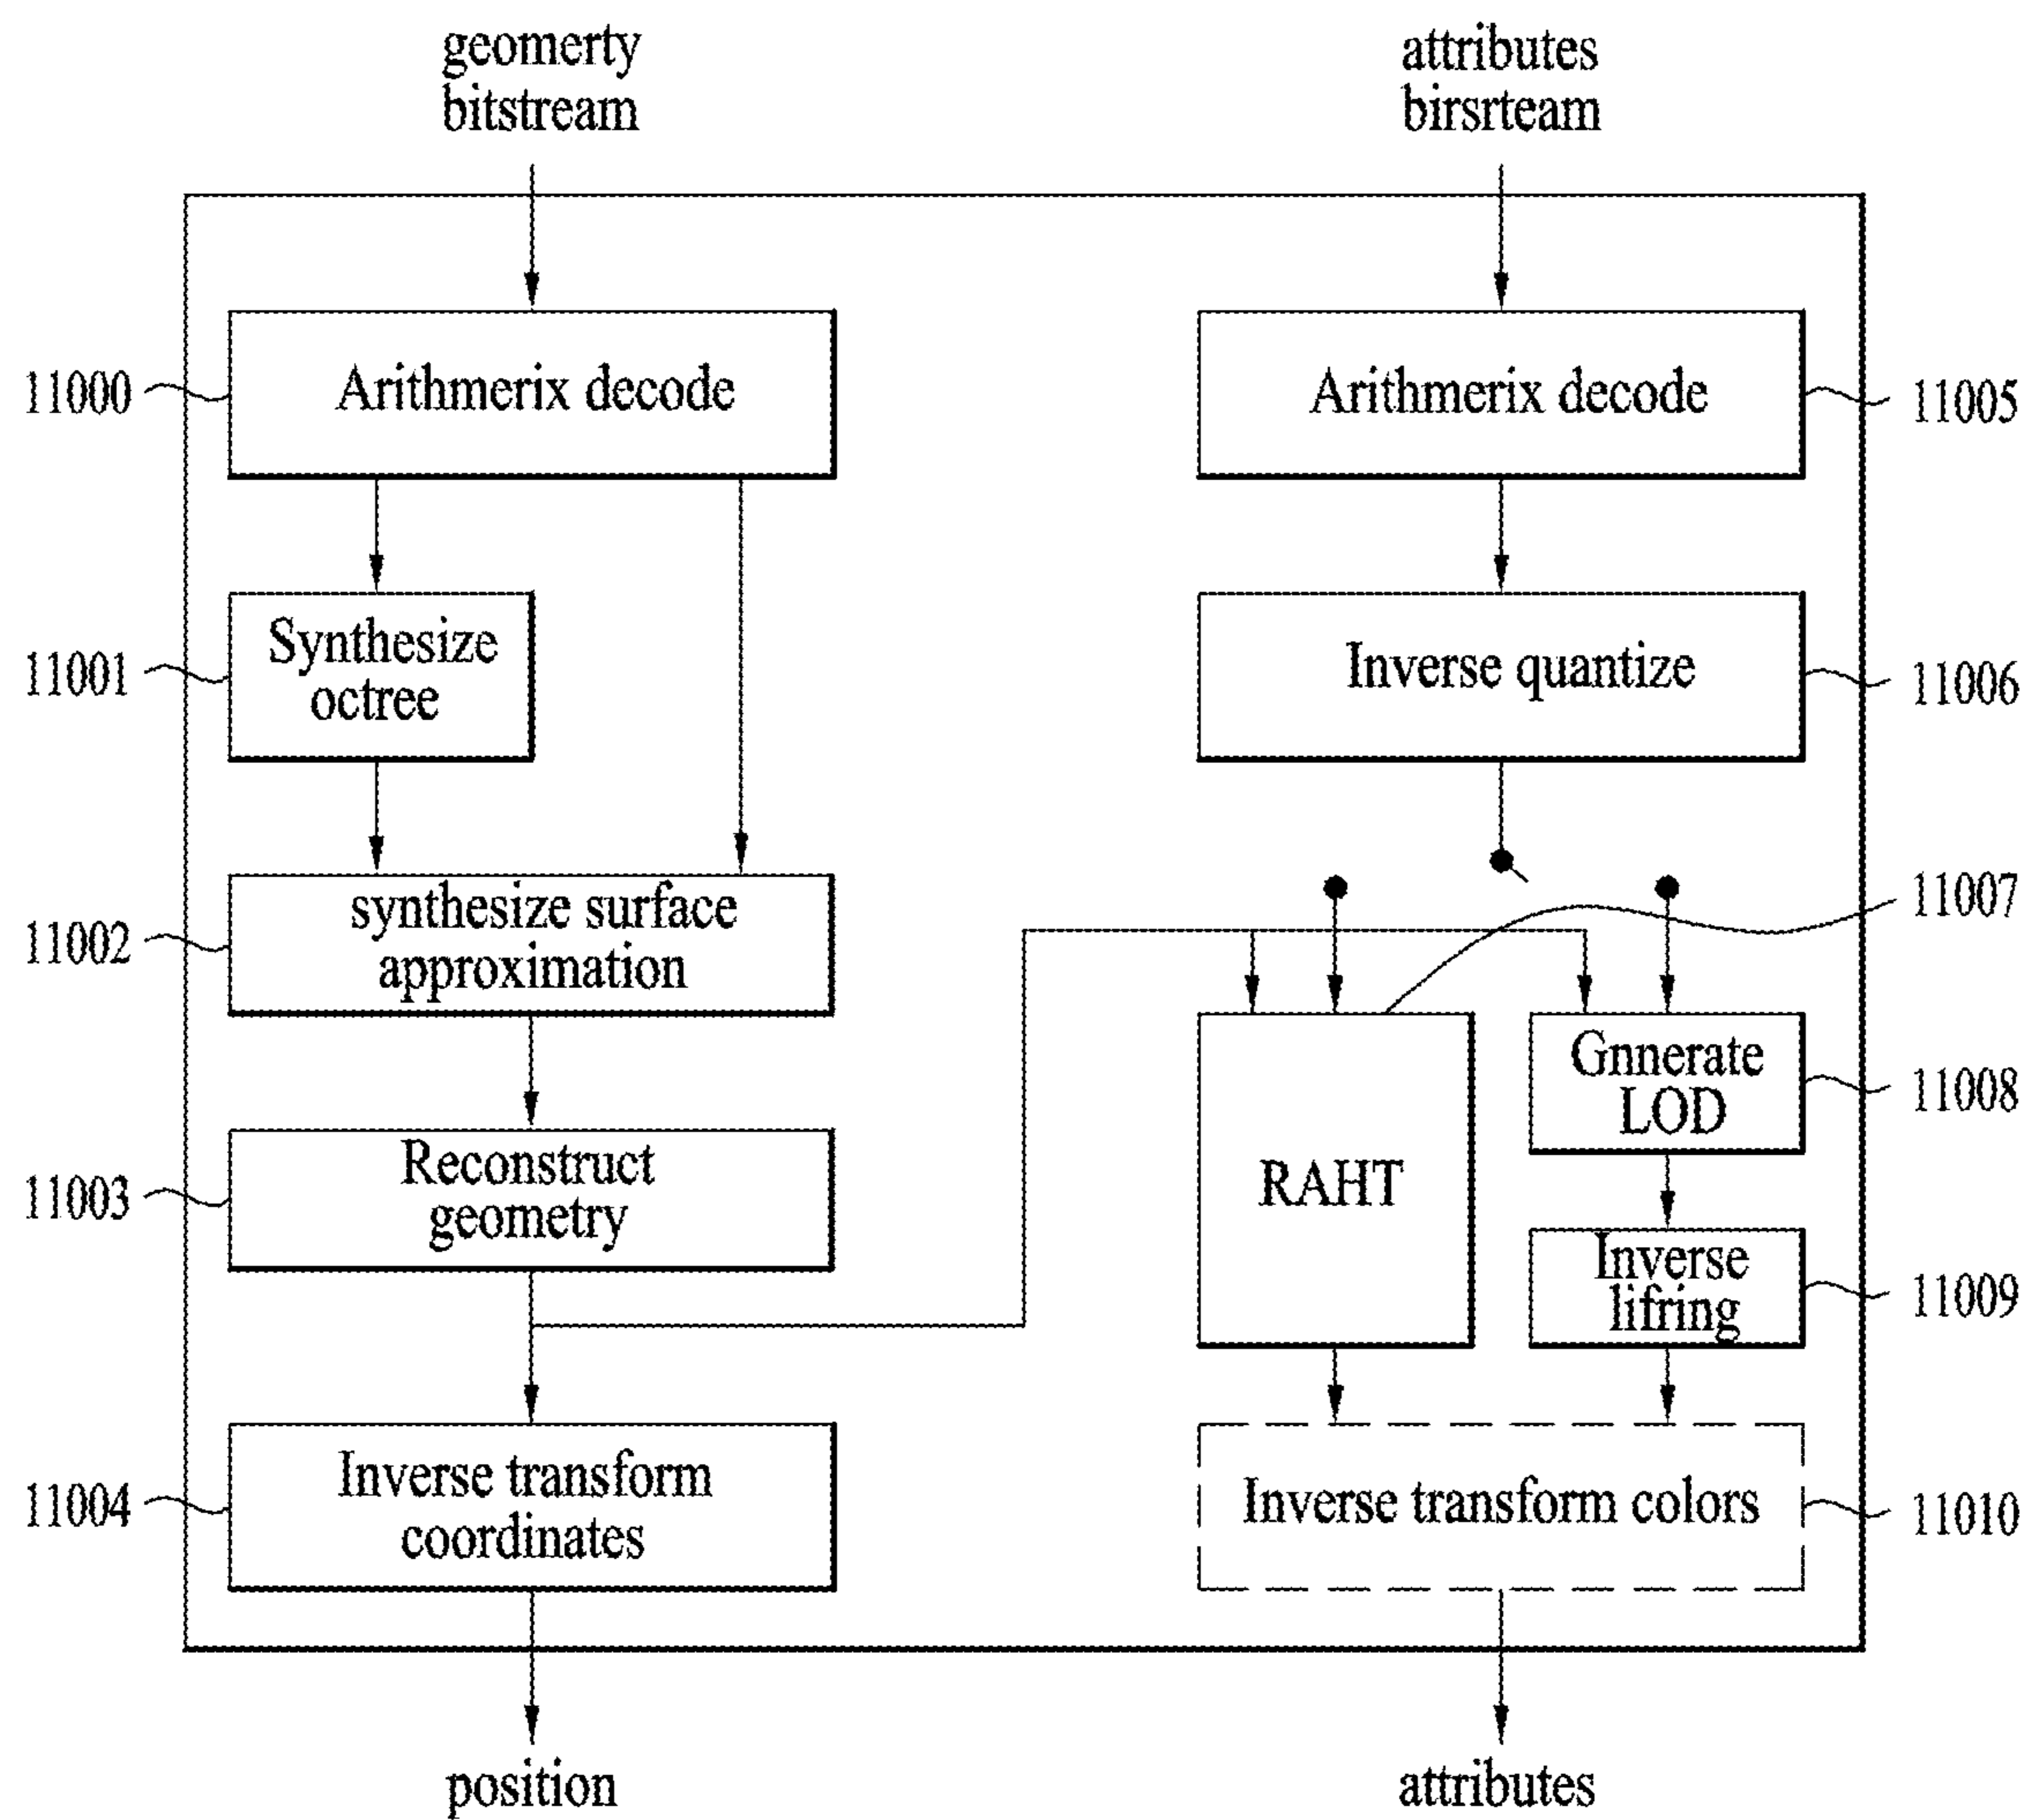 geomerty
bitstream
attributes
birsrteam
11000
Arithmerix decode
Arithmerix decode
11005
11001
Synthesize
octree
Inverse quantize
11006
11002
synthesize surface
approximation
11007
11003
Reconstruct
geometry
RAHT
Gnnerate
LOD
11008
Inverse
lifring
11009
11004
Inverse transform
coordinates
Inverse transform colors
11010
position
attributes